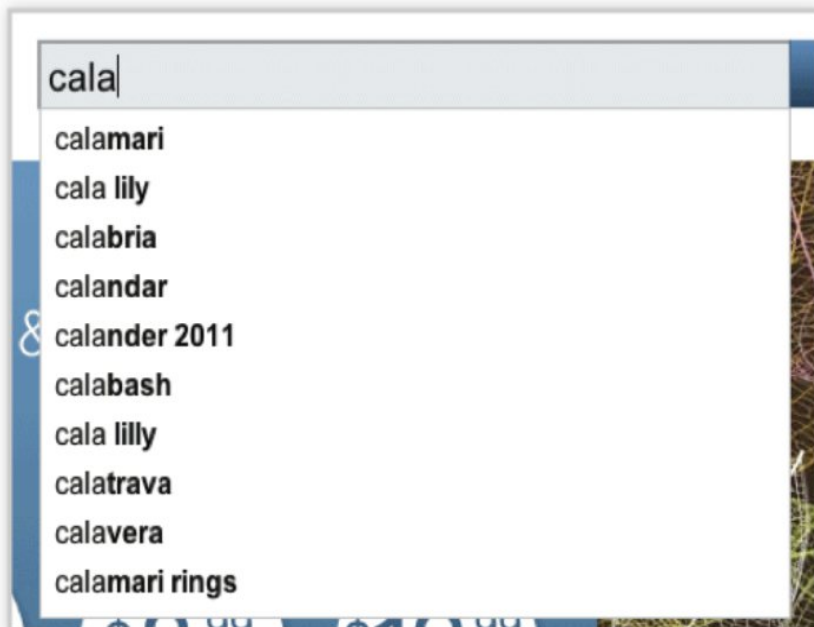 cala
calamari
cala lily
calabria
calandar
calander 2011
&
calabash
cala lilly
calatrava
calavera
calamari rings